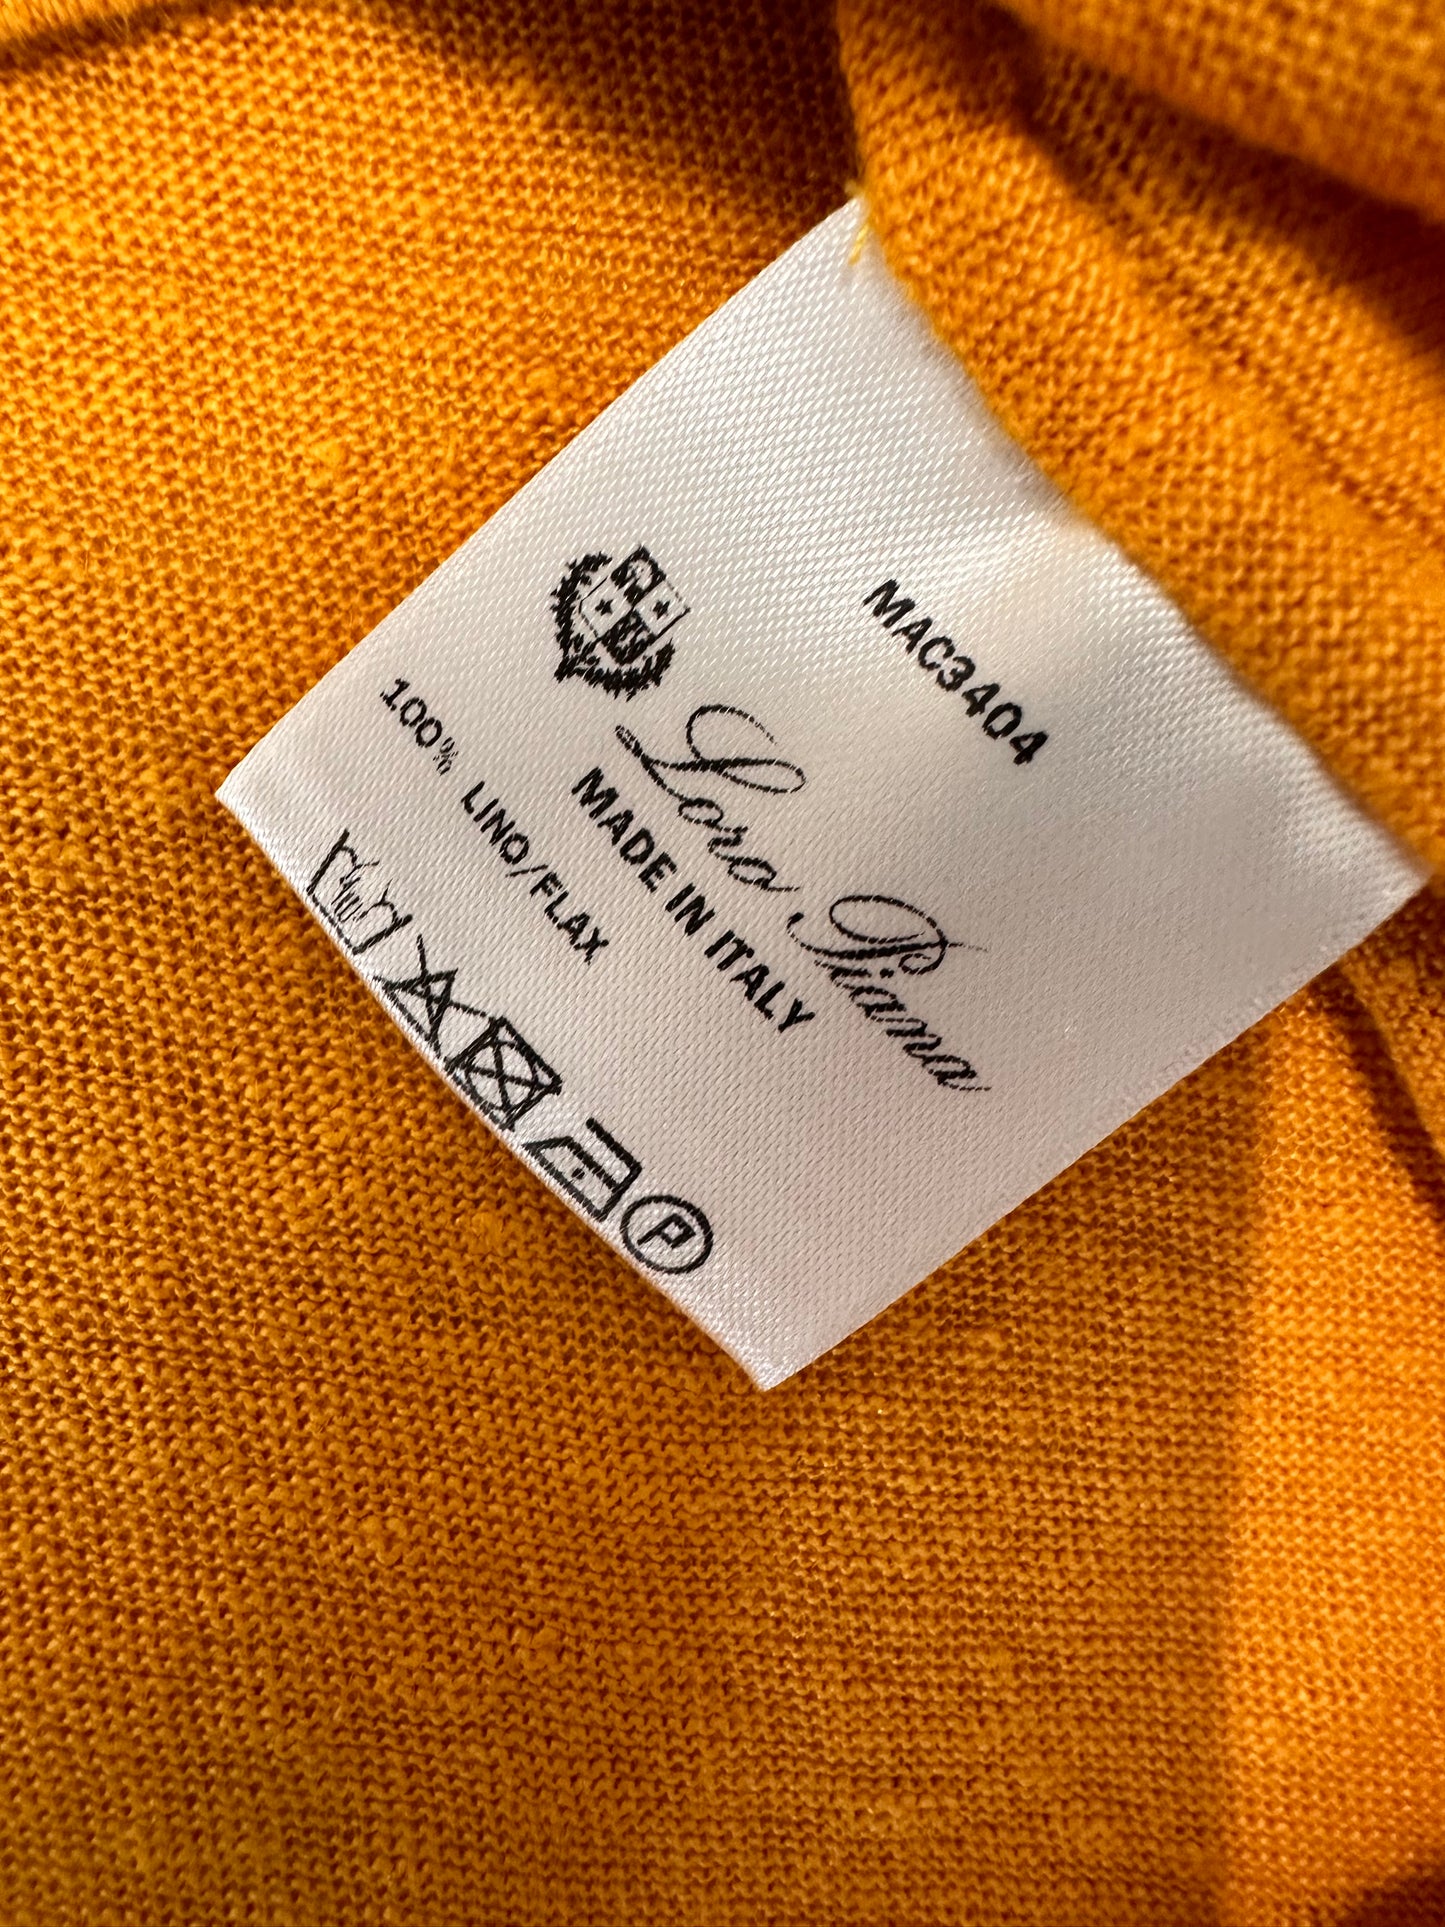 MAC3404
Loro Piana
MADE IN ITALY
100% LINO/FLAX
P